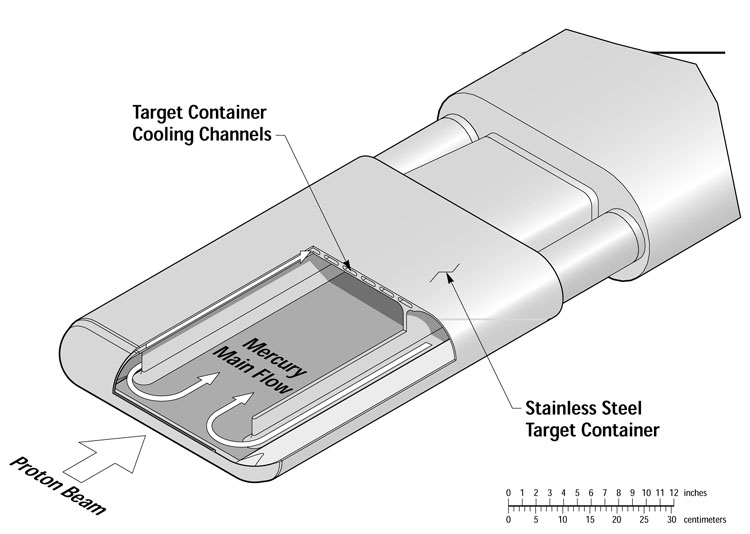 Target Container
Cooling Channels
Mercury
Main Flow
Stainless Steel
Target Container
Proton Beam
0 1 2 3 4 5 6 7 8 9 10 11 12 inches
0 5 10 15 20 25 30 centimeters